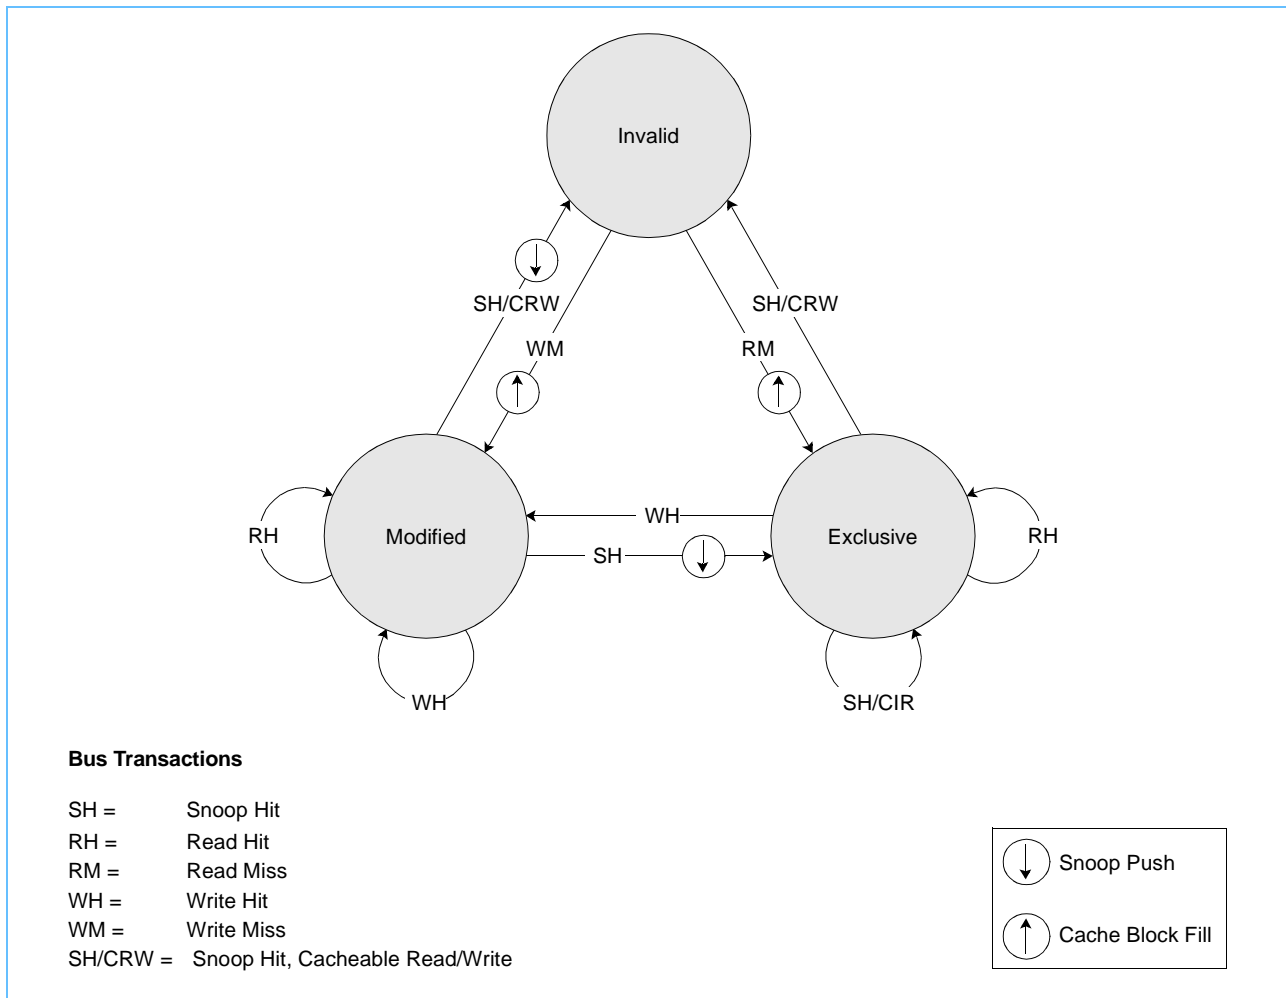 Invalid
SH/CRW
SH/CRW
WM
RM
RH
Modified
WH
SH
Exclusive
RH
WH
SH/CIR
Bus Transactions
SH = Snoop Hit
RH = Read Hit
RM = Read Miss
WH = Write Hit
WM = Write Miss
SH/CRW = Snoop Hit, Cacheable Read/Write
Snoop Push
Cache Block Fill